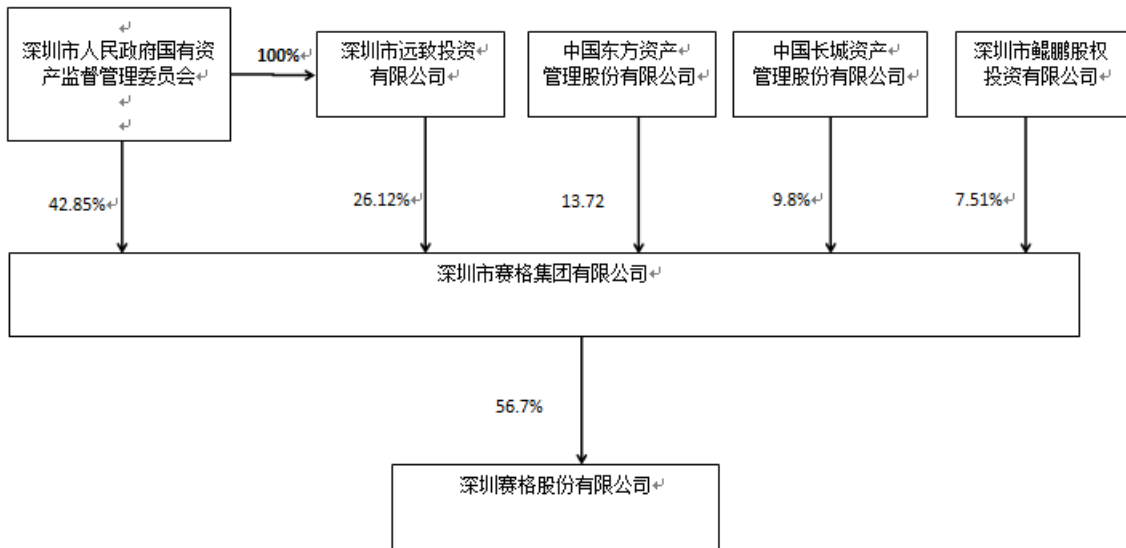 深圳市人民政府国有资
产监督管理委员会
100%
深圳市远致投资
有限公司
中国东方资产
管理股份有限公司
中国长城资产
管理股份有限公司
深圳市鲲鹏股权
投资有限公司
42.85%
26.12%
13.72
9.8%
7.51%
深圳市赛格集团有限公司
56.7%
深圳赛格股份有限公司